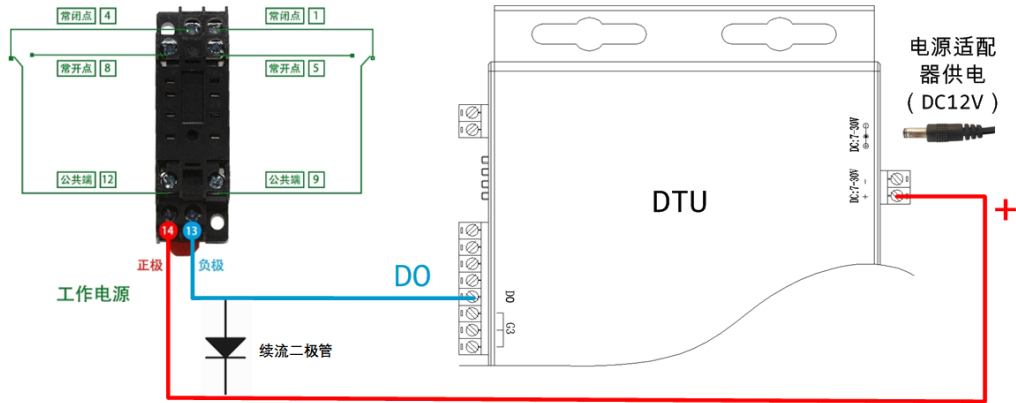 常闭点 4
常闭点 1
常开点 8
常开点 5
公共端 12
公共端 9
14
13
正极
负极
工作电源
DO
续流二极管
DTU
DO
G3
DC:7-30V
DC:7-30V
-
+
电源适配
器供电
(DC12V)
+